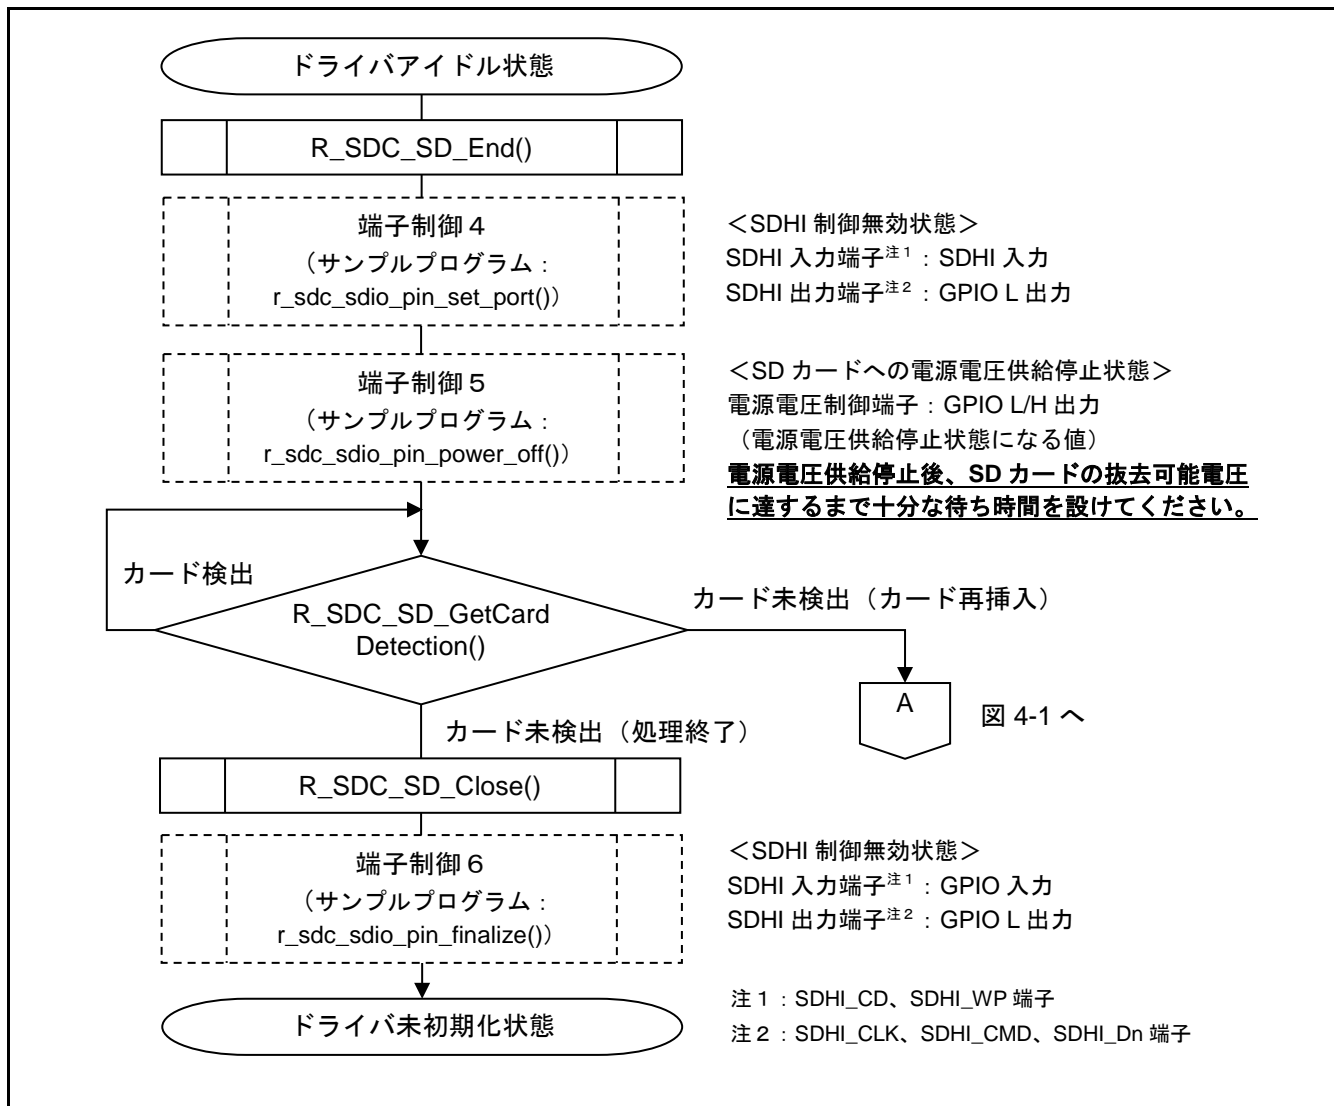 ドライバアイドル状態
R_SDC_SD_End()
端子制御４
（サンプルプログラム：
r_sdc_sdio_pin_set_port()）
＜SDHI 制御無効状態＞
SDHI 入力端子注１：SDHI 入力
SDHI 出力端子注２：GPIO L 出力
端子制御５
（サンプルプログラム：
r_sdc_sdio_pin_power_off()）
＜SD カードへの電源電圧供給停止状態＞
電源電圧制御端子：GPIO L/H 出力
（電源電圧供給停止状態になる値）
電源電圧供給停止後、SD カードの抜去可能電圧
に達するまで十分な待ち時間を設けてください。
カード検出
R_SDC_SD_GetCard
Detection()
カード未検出（カード再挿入）
A
図 4-1 へ
カード未検出（処理終了）
R_SDC_SD_Close()
端子制御６
（サンプルプログラム：
r_sdc_sdio_pin_finalize()）
＜SDHI 制御無効状態＞
SDHI 入力端子注１：GPIO 入力
SDHI 出力端子注２：GPIO L 出力
ドライバ未初期化状態
注１：SDHI_CD、SDHI_WP 端子
注２：SDHI_CLK、SDHI_CMD、SDHI_Dn 端子